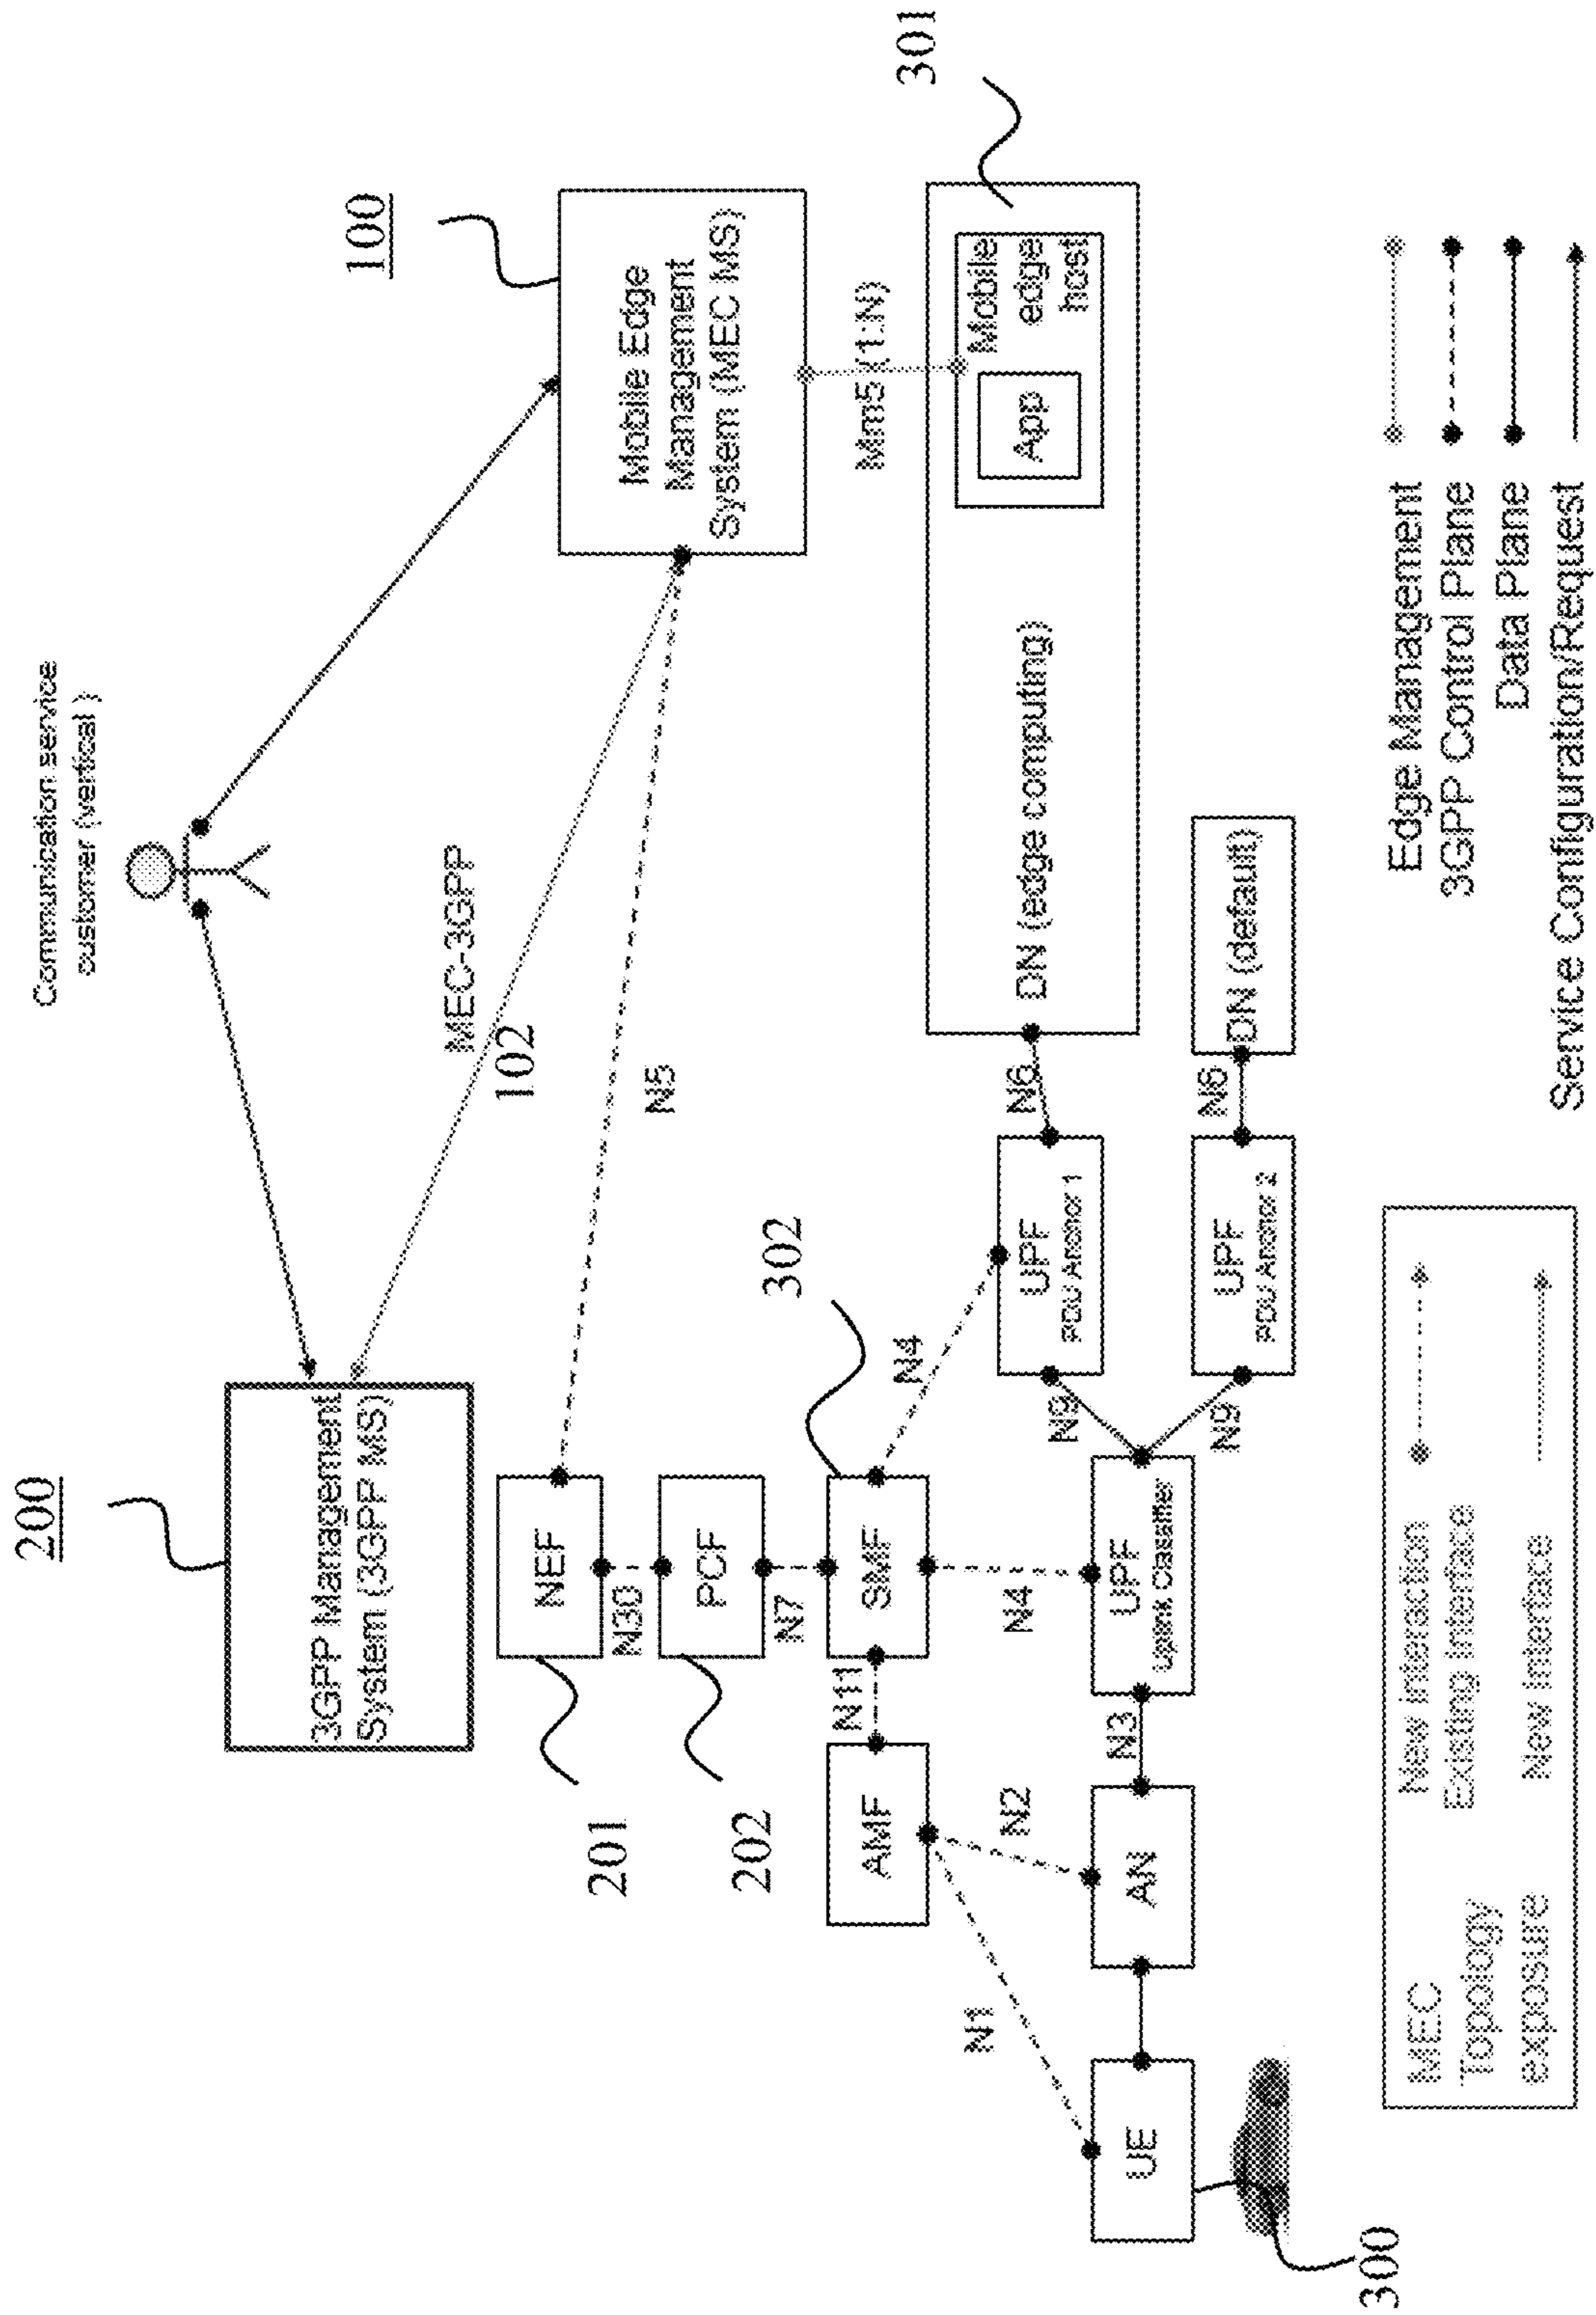 Communication service
customer (vertical )
200
3GPP Management
System (3GPP MS)
100
Mobile Edge
Management
System (MEC MS)
MEC-3GPP
102
N5
201
NEF
N30
202
PCF
N7
302
SMF
N11
AMF
N4
N4
N1
N2
Mm5 (1:N)
301
DN (edge computing)
App
Mobile
edge
host
UE
300
AN
N3
UPF
Uplink Classifier
N9
N9
UPF
PDU Anchor 1
N6
UPF
PDU Anchor 2
N6
DN (default)
MEC
Topology
exposure
New interaction
Existing Interface
New Interface
Edge Management
3GPP Control Plane
Data Plane
Service Configuration/Request